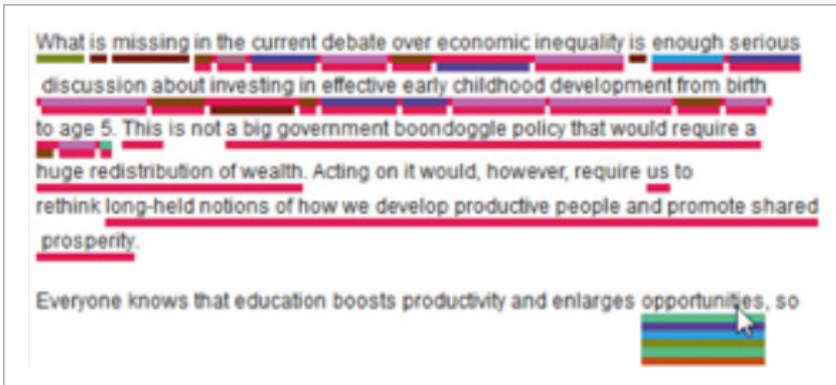 What is missing in the current debate over economic inequality is enough serious
discussion about investing in effective early childhood development from birth
to age 5. This is not a big government boondoggle policy that would require a
huge redistribution of wealth. Acting on it would, however, require us to
rethink long-held notions of how we develop productive people and promote shared
prosperity.
Everyone knows that education boosts productivity and enlarges opportunities, so